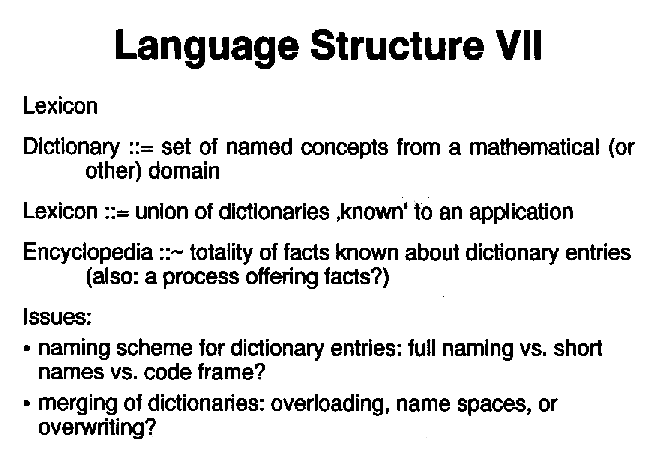 Language Structure VII
Lexicon
Dictionary ::= set of named concepts from a mathematical (or
other) domain
Lexicon ::= union of dictionaries ‚known' to an application
Encyclopedia ::~ totality of facts known about dictionary entries
(also: a process offering facts?)
Issues:
• naming scheme for dictionary entries: full naming vs. short
names vs. code frame?
• merging of dictionaries: overloading, name spaces, or
overwriting?